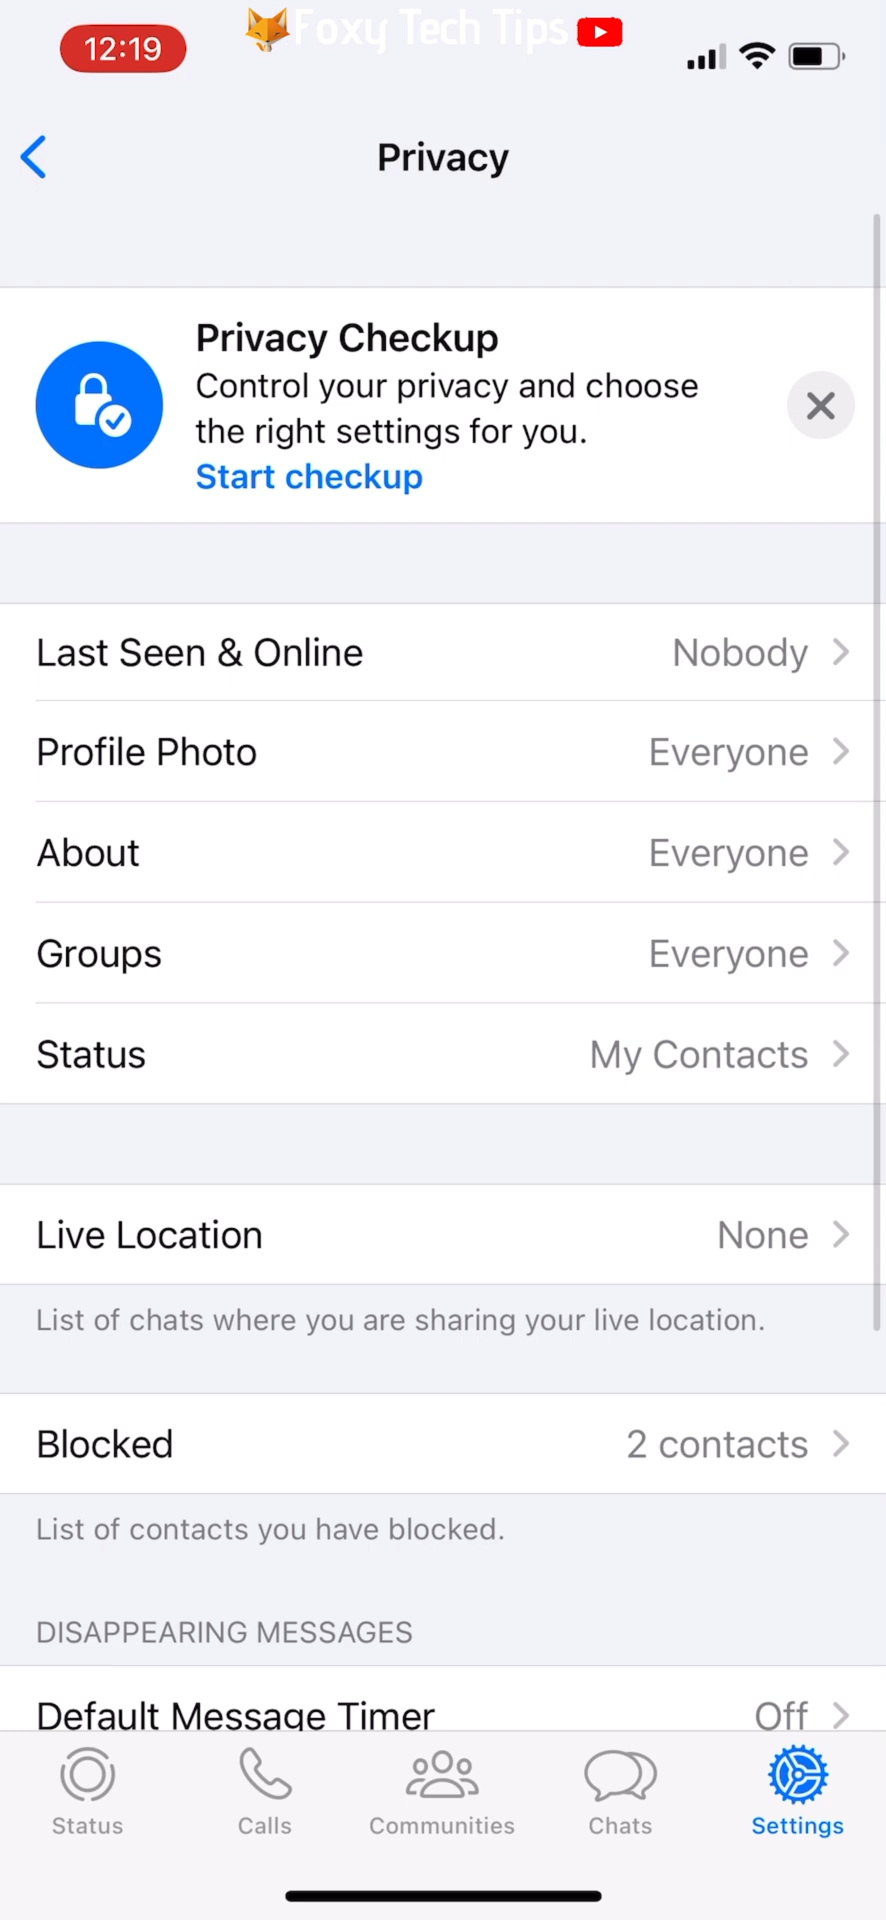 12:19
Foxy Tech Tips
Privacy
Privacy Checkup
Control your privacy and choose
the right settings for you.
Start checkup
Last Seen & Online Nobody
Profile Photo Everyone
About Everyone
Groups Everyone
Status My Contacts
Live Location None
List of chats where you are sharing your live location.
Blocked 2 contacts
List of contacts you have blocked.
DISAPPEARING MESSAGES
Default Message Timer Off
Status Calls Communities Chats Settings